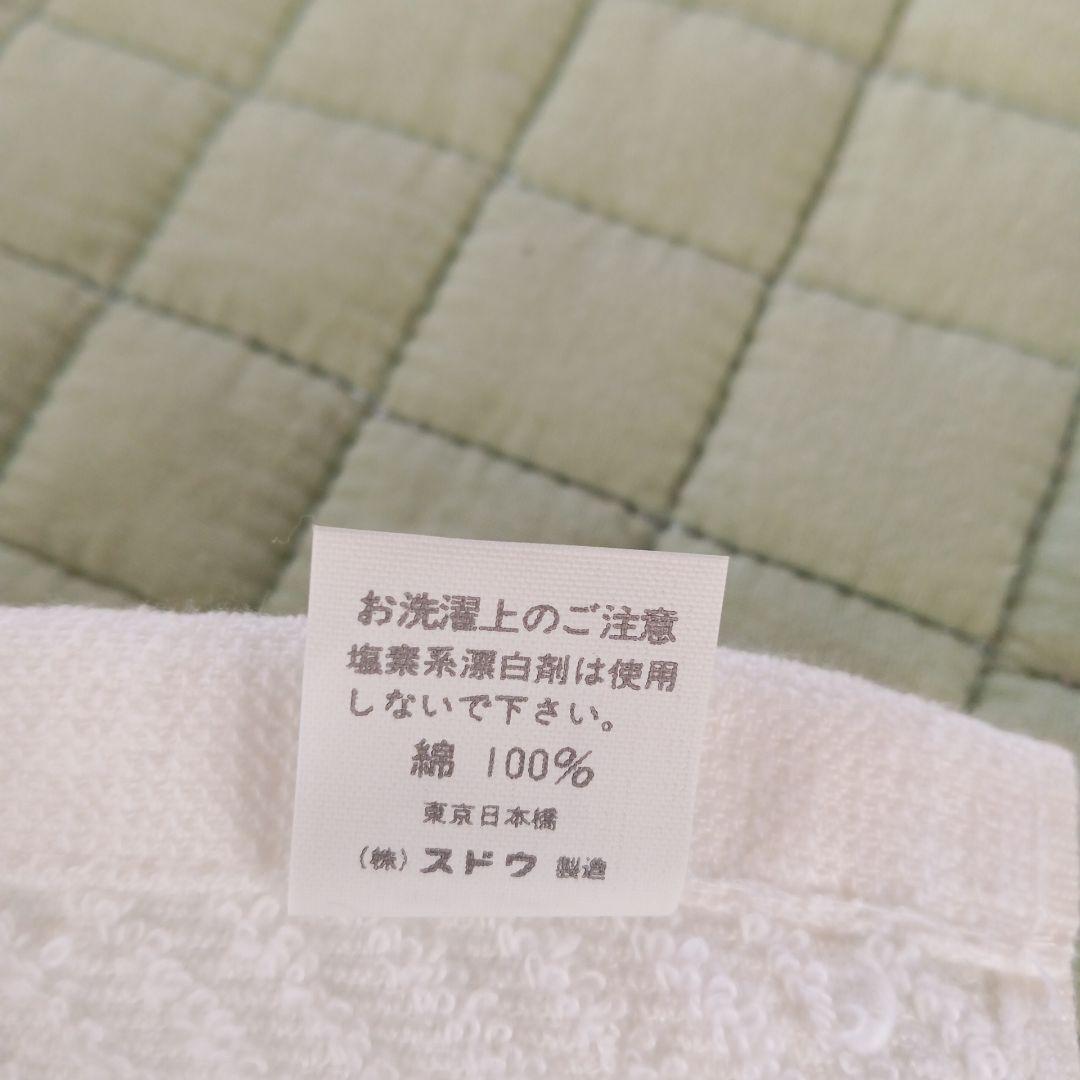 お洗濯上のご注意
塩素系漂白剤は使用
しないで下さい。
綿 100%
東京日本橋
(株)スドウ 製造